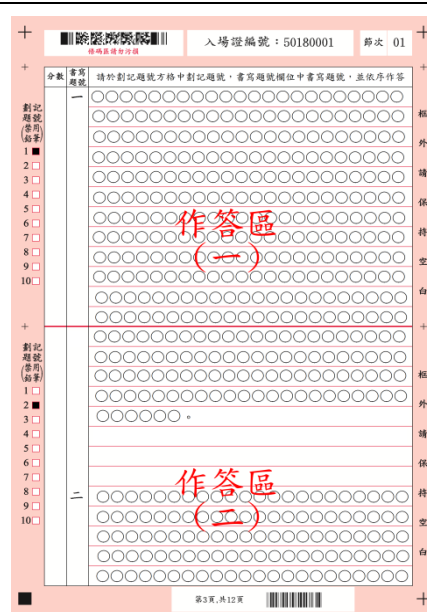 條碼區請勿汙損
入場證編號：50180001
節次 01
分數
書寫題號
請於劃記題號方格中劃記題號，書寫題號欄位中書寫題號，並依序作答
一
劃記
題號
(禁用鉛筆)
1
2
3
4
5
6
7
8
9
10
作答區
(一)
框外請保持空白
劃記
題號
(禁用鉛筆)
1
2
3
4
5
6
7
8
9
10
二
作答區
(二)
框外請保持空白
第3頁,共12頁